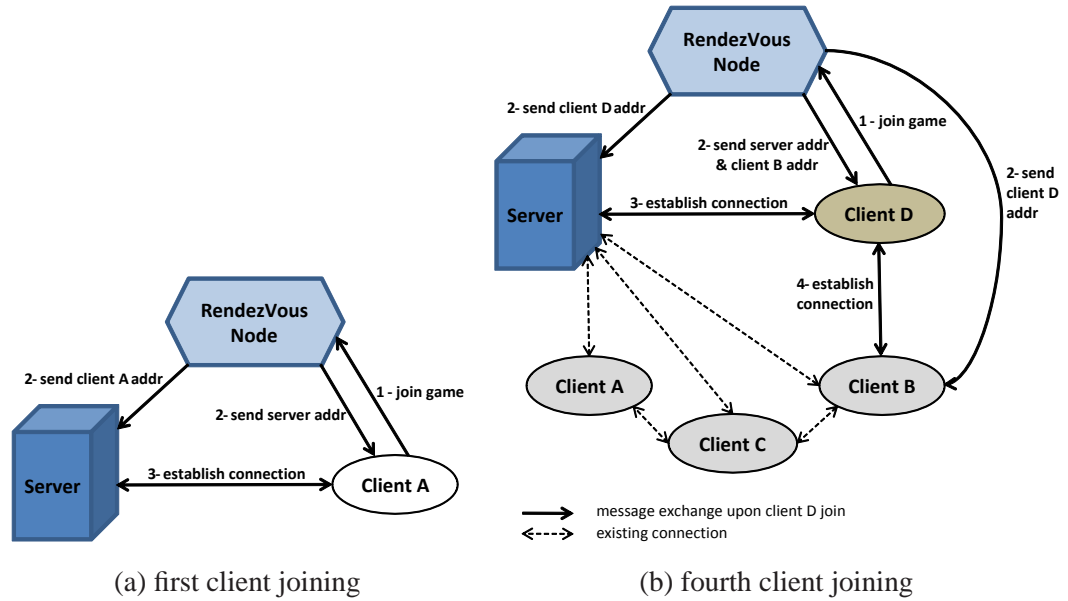 RendezVous
Node
2- send client A addr
1 - join game
2- send server addr
Server
3- establish connection
Client A
(a) first client joining
RendezVous
Node
2- send client D addr
1 - join game
2- send server addr
& client B addr
2- send
client D
addr
Server
3- establish connection
Client D
4- establish
connection
Client A
Client B
Client C
message exchange upon client D join
existing connection
(b) fourth client joining